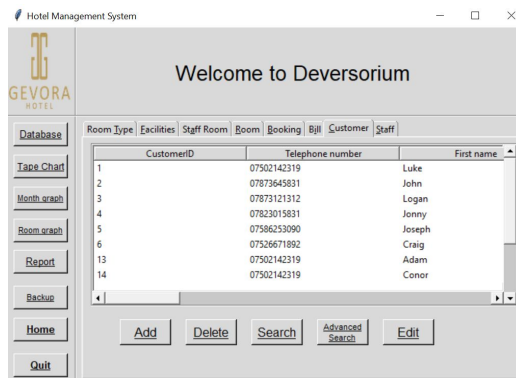 Hotel Management System
GEVORA
HOTEL
Welcome to Deversorium
Database
Tape Chart
Month graph
Room graph
Report
Backup
Home
Quit
Room Type Facilities Staff Room Room Booking Bill Customer Staff
CustomerID Telephone number First name
1 07502142319 Luke
2 07873645831 John
3 07873121312 Logan
4 07823015831 Jonny
5 07586253090 Joseph
6 07526671892 Craig
13 07502142319 Adam
14 07502142319 Conor
Add Delete Search Advanced Search Edit